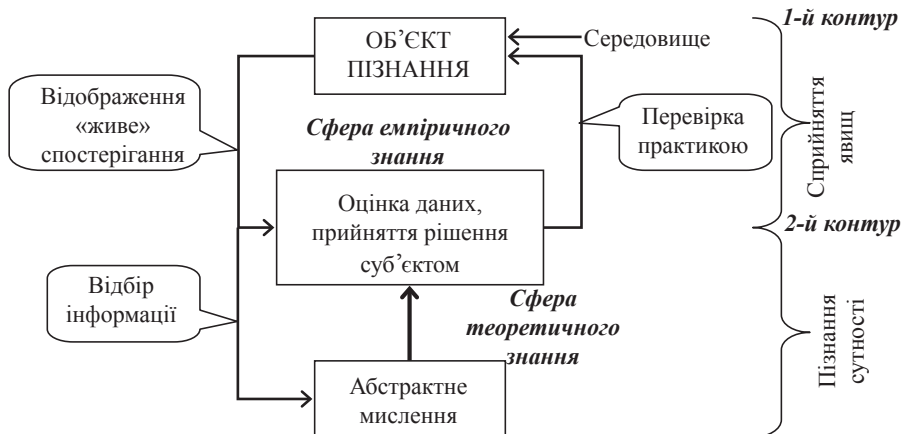 1-й контур
ОБ’ЄКТ
ПІЗНАННЯ
Середовище
Відображення
«живе»
спостерігання
Сфера емпіричного
знання
Перевірка
практикою
Сприйняття
явищ
Оцінка даних,
прийняття рішення
суб’єктом
2-й контур
Відбір
інформації
Сфера
теоретичного
знання
Пізнання
сутності
Абстрактне
мислення